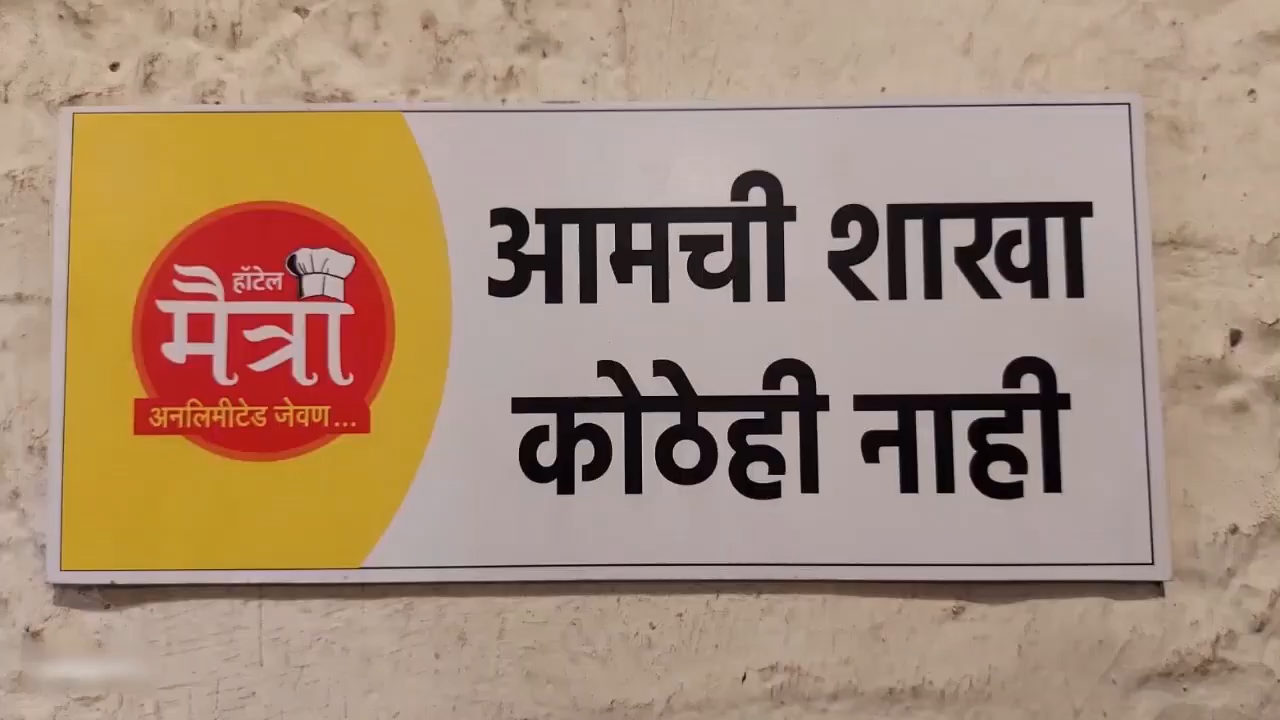 हॉटेल
मैत्री
अनलिमीटेड जेवण...
आमची शाखा
कोठेही नाही